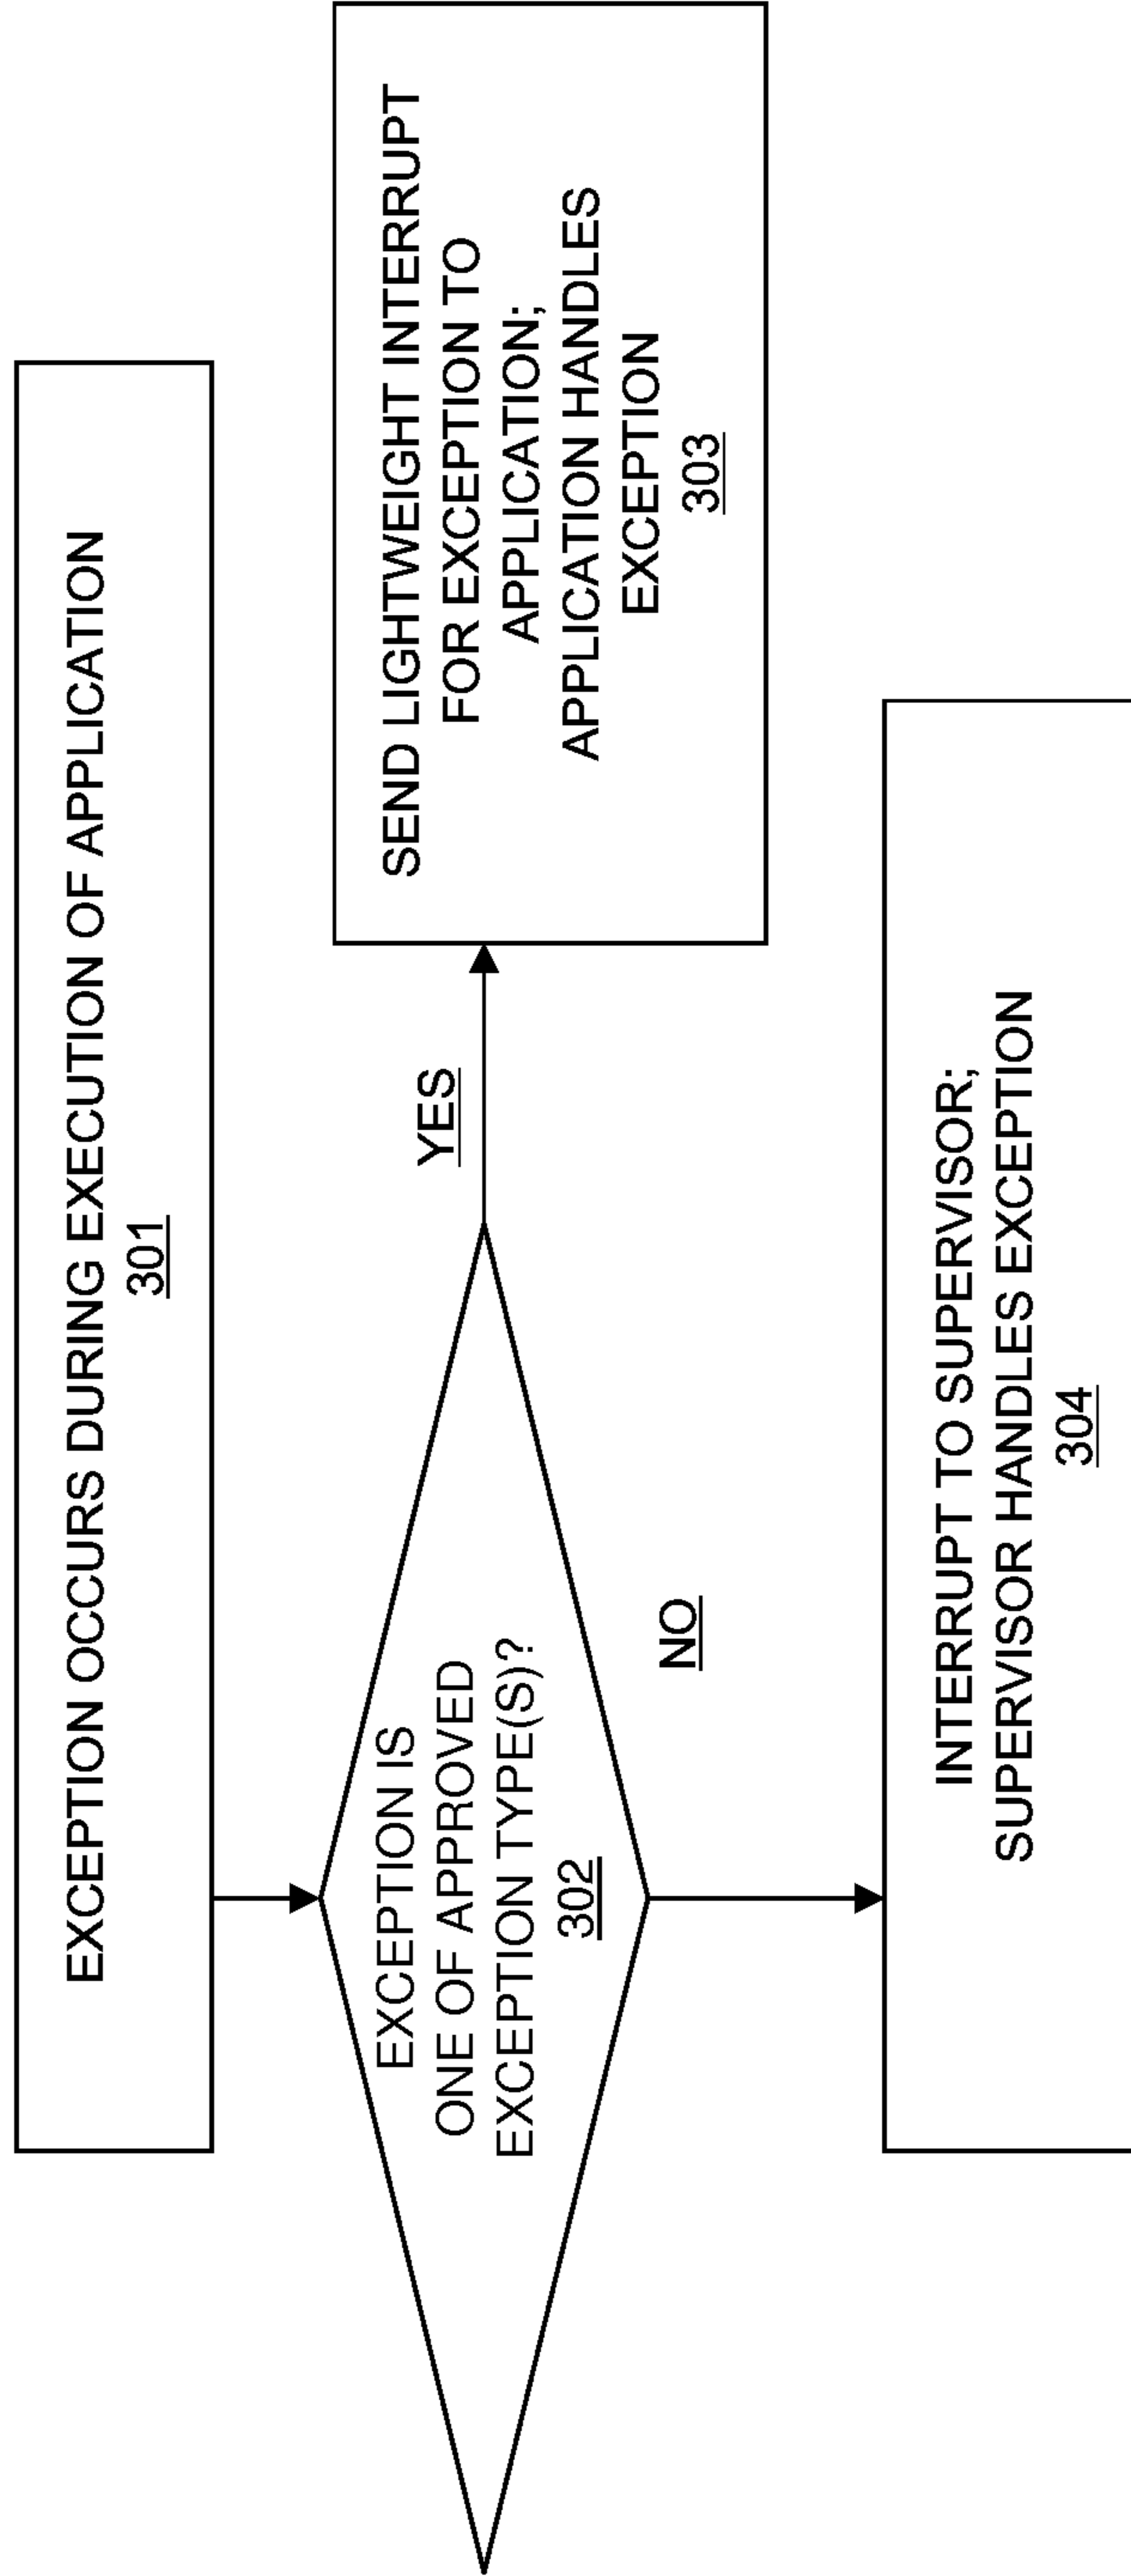 EXCEPTION OCCURS DURING EXECUTION OF APPLICATION
301
EXCEPTION IS
ONE OF APPROVED
EXCEPTION TYPE(S)?
302
YES
SEND LIGHTWEIGHT INTERRUPT
FOR EXCEPTION TO
APPLICATION;
APPLICATION HANDLES
EXCEPTION
303
NO
INTERRUPT TO SUPERVISOR;
SUPERVISOR HANDLES EXCEPTION
304